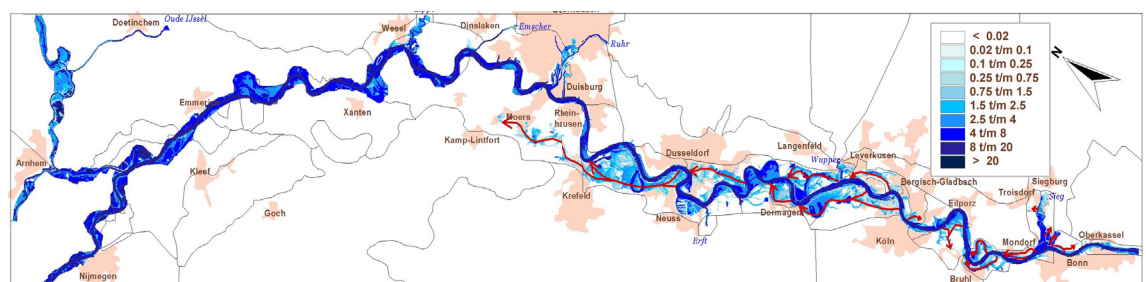 Doetinchem
Oude IJssel
Dinslaken
Emscher
Wesel
Ruhr
Duisburg
Emmerich
Xanten
Moers
Rhein-
hausen
Kamp-Lintfort
Arnhem
Kleef
Krefeld
Dusseldorf
Langenfeld
Wupper
Leverkusen
Bergisch-Gladbach
Siegburg
Troisdorf
Sieg
Goch
Neuss
Erft
Dormagen
Köln
Eilporz
Mondorf
Oberkassel
Bonn
Bruhl
Nijmegen
< 0.02
0.02 t/m 0.1
0.1 t/m 0.25
0.25 t/m 0.75
0.75 t/m 1.5
1.5 t/m 2.5
2.5 t/m 4
4 t/m 8
8 t/m 20
> 20
N